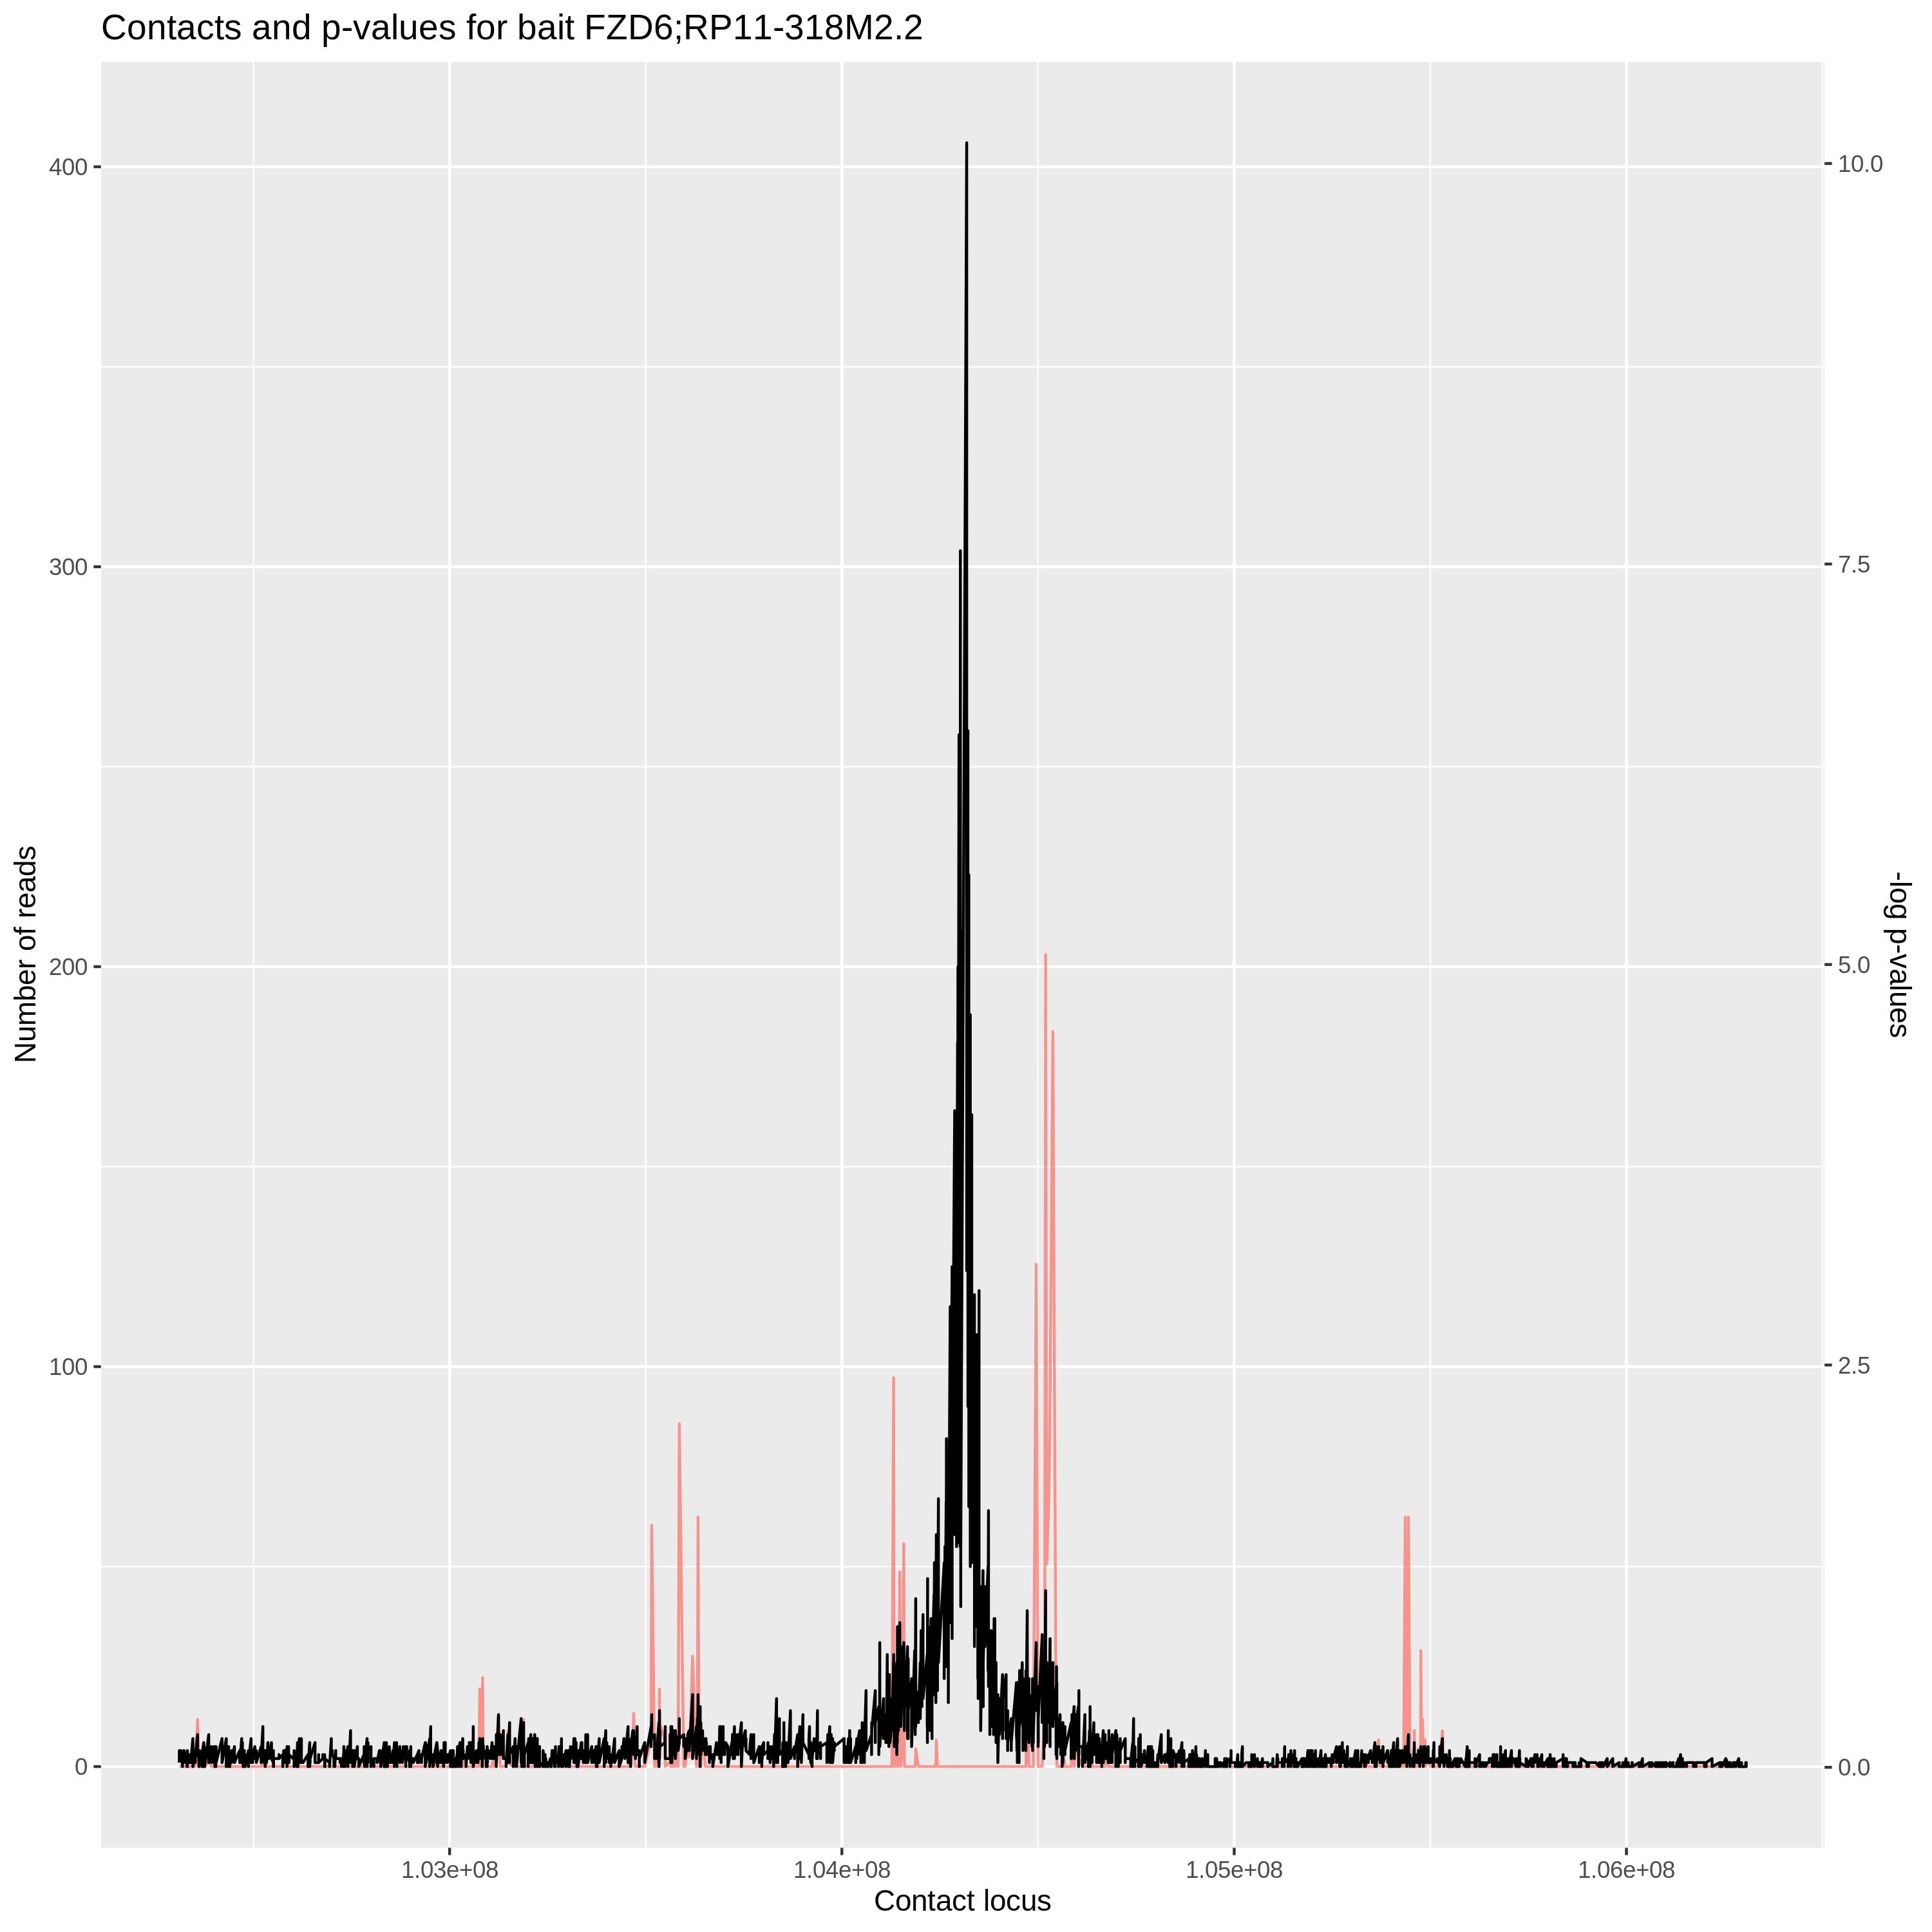 Contacts and p-values for bait FZD6;RP11-318M2.2
400
300
200
100
0
10.0
7.5
5.0
2.5
0.0
Number of reads
-log p-values
1.03e+08 1.04e+08 1.05e+08 1.06e+08
Contact locus